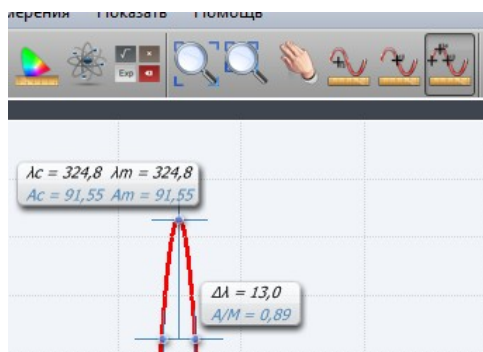 мерения Показать Помощь
Exp
λc = 324,8 λm = 324,8
Ac = 91,55 Am = 91,55
Δλ = 13,0
A/M = 0,89